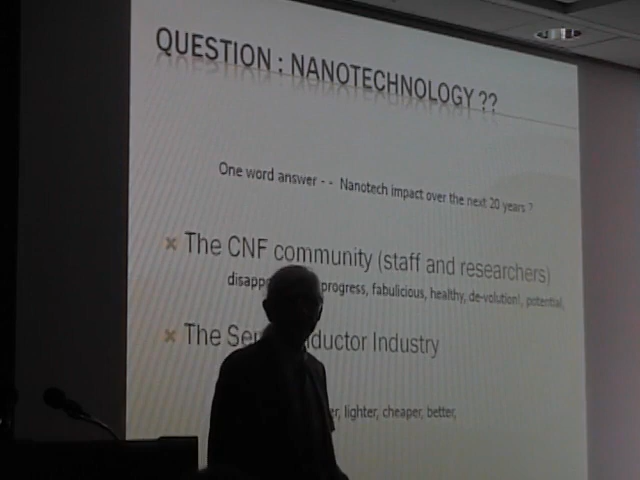 QUESTION : NANOTECHNOLOGY ??
One word answer - - Nanotech impact over the next 20 years ?
The CNF community (staff and researchers)
progress, fabulicious, healthy, de-volution!, potential,
The Se ductor Industry
lighter, cheaper, better,